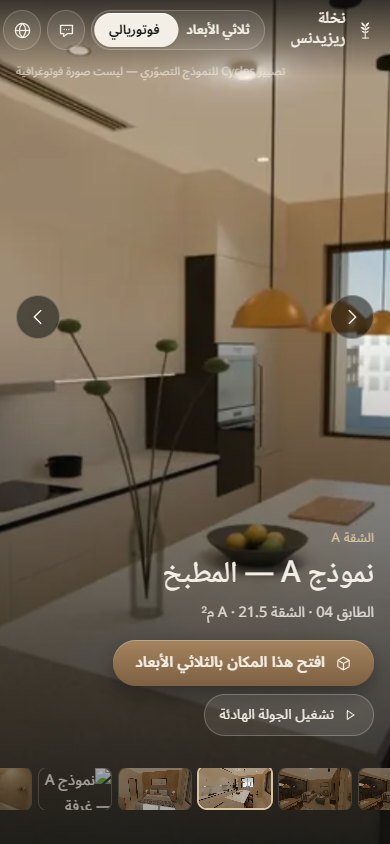 نخلة
ريزيدنس
ثلاثي الأبعاد
فوتوريالي
تصيير Cycles للنموذج التصوّري — ليست صورة فوتوغرافية
الشقة A
نموذج A — المطبخ
الطابق 04 · الشقة A · 21.5 م²
افتح هذا المكان بالثلاثي الأبعاد
تشغيل الجولة الهادئة
نموذج A
— غرفة